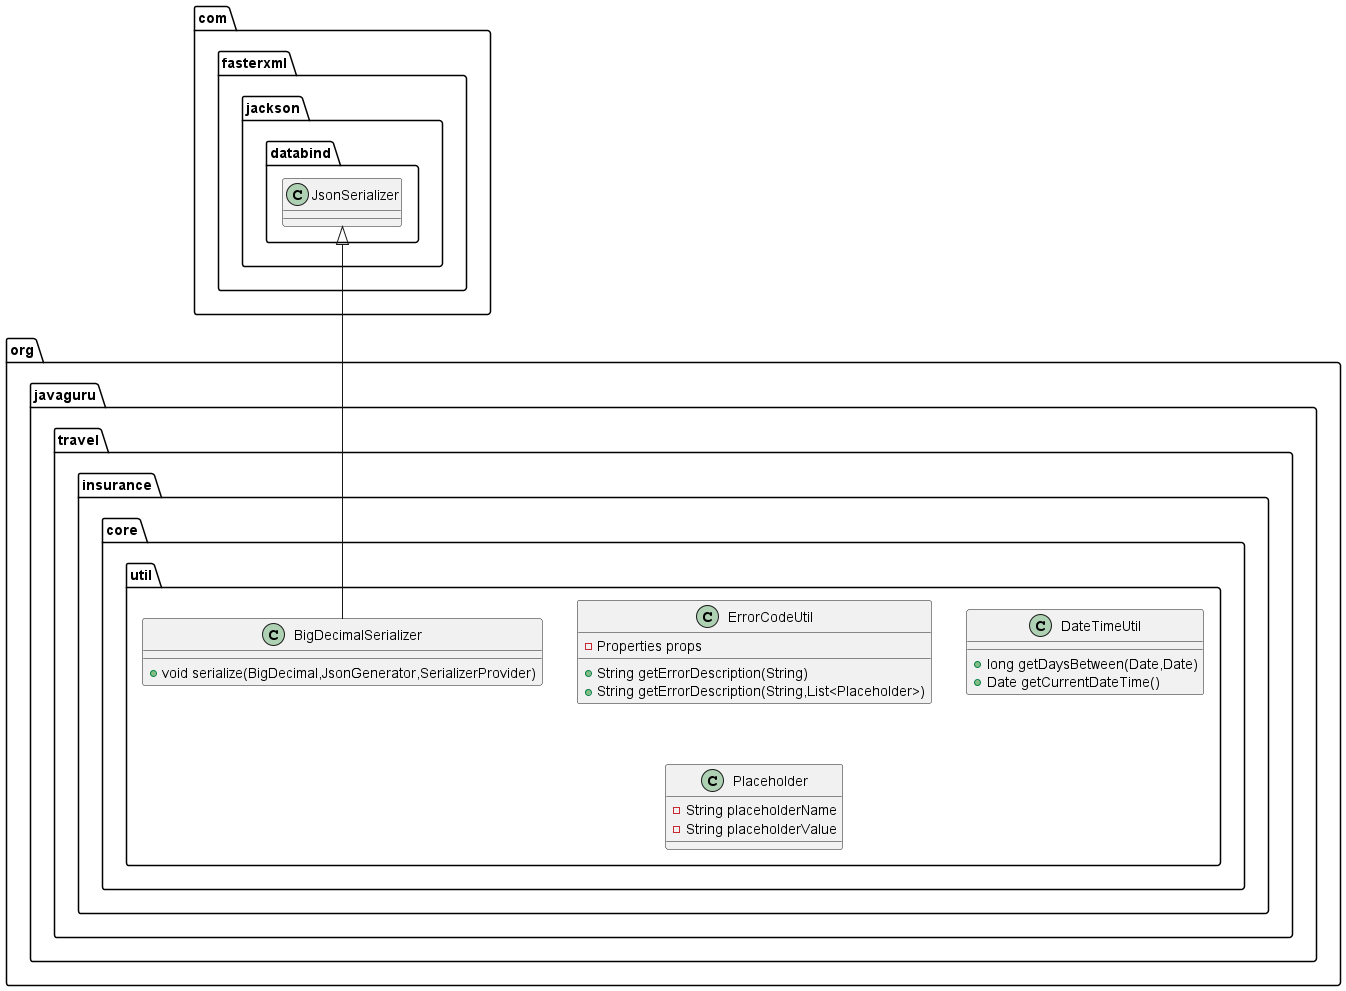 com
fasterxml
jackson
databind
C JsonSerializer
org
javaguru
travel
insurance
core
util
C BigDecimalSerializer
void serialize(BigDecimal,JsonGenerator,SerializerProvider)
C ErrorCodeUtil
Properties props
String getErrorDescription(String)
String getErrorDescription(String,List<Placeholder>)
C DateTimeUtil
long getDaysBetween(Date,Date)
Date getCurrentDateTime()
C Placeholder
String placeholderName
String placeholderValue